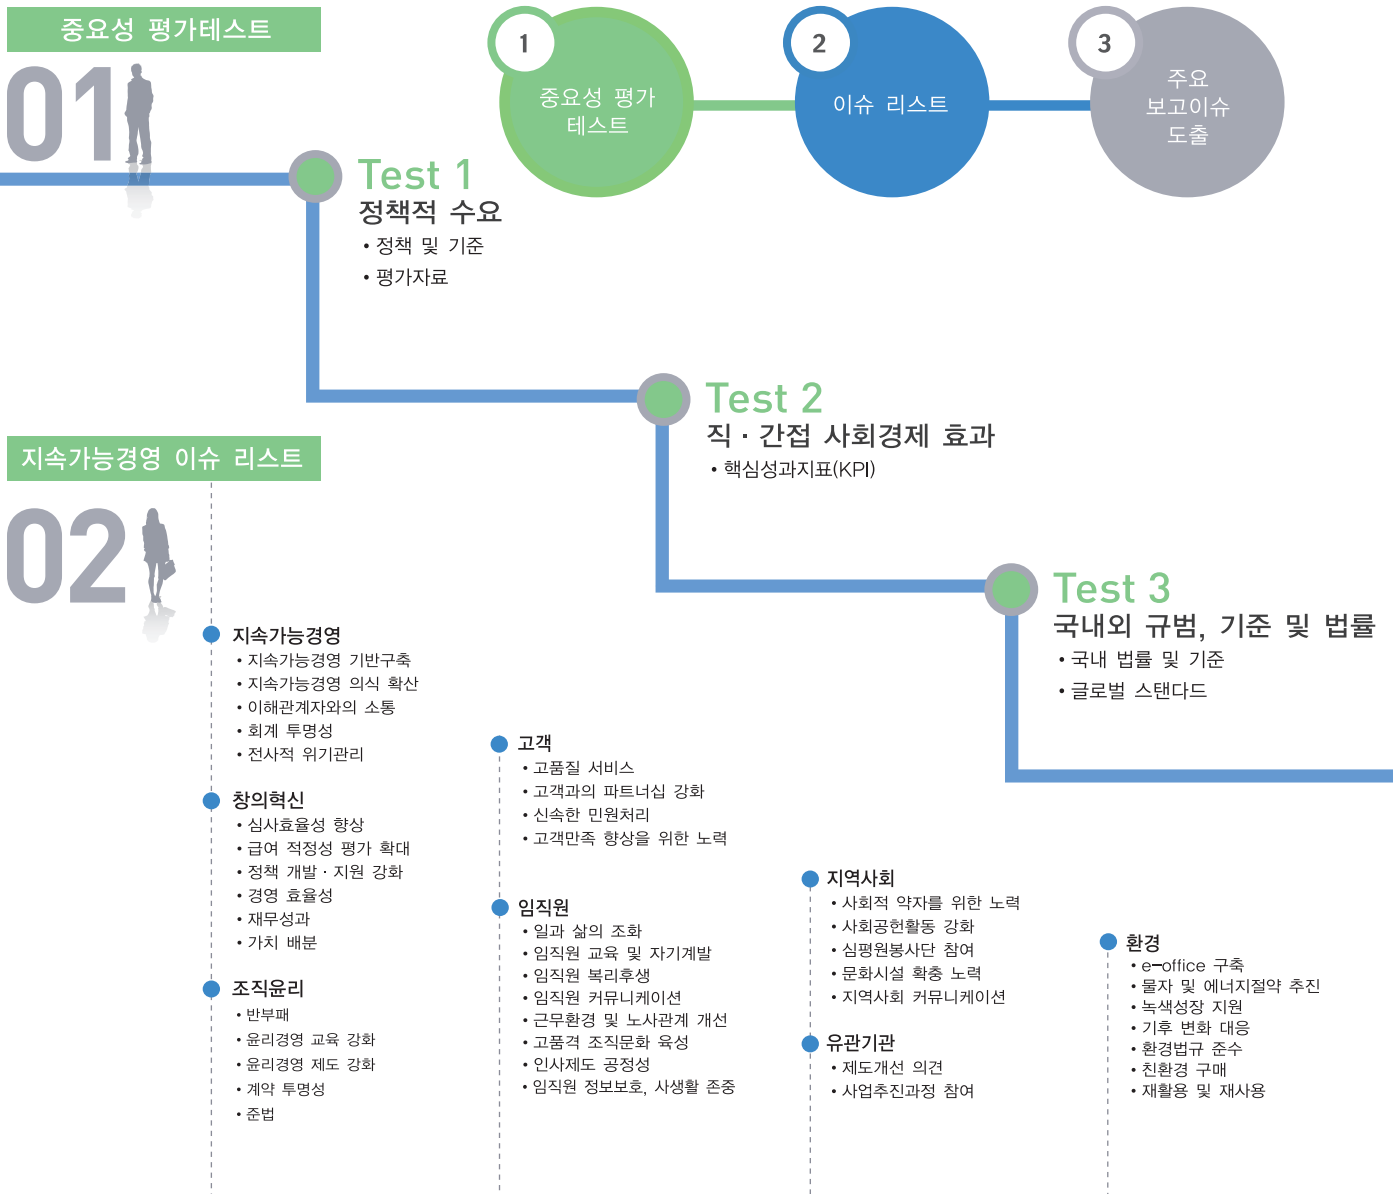 중요성 평가테스트
01
1
중요성 평가
테스트
2
이슈 리스트
3
주요
보고이슈
도출
Test 1
정책적 수요
• 정책 및 기준
• 평가자료
Test 2
직 · 간접 사회경제 효과
• 핵심성과지표(KPI)
Test 3
국내외 규범, 기준 및 법률
• 국내 법률 및 기준
• 글로벌 스탠다드
지속가능경영 이슈 리스트
02
지속가능경영
• 지속가능경영 기반구축
• 지속가능경영 의식 확산
• 이해관계자와의 소통
• 회계 투명성
• 전사적 위기관리
창의혁신
• 심사효율성 향상
• 급여 적정성 평가 확대
• 정책 개발 · 지원 강화
• 경영 효율성
• 재무성과
• 가치 배분
조직윤리
• 반부패
• 윤리경영 교육 강화
• 윤리경영 제도 강화
• 계약 투명성
• 준법
고객
• 고품질 서비스
• 고객과의 파트너십 강화
• 신속한 민원처리
• 고객만족 향상을 위한 노력
임직원
• 일과 삶의 조화
• 임직원 교육 및 자기계발
• 임직원 복리후생
• 임직원 커뮤니케이션
• 근무환경 및 노사관계 개선
• 고품격 조직문화 육성
• 인사제도 공정성
• 임직원 정보보호, 사생활 존중
지역사회
• 사회적 약자를 위한 노력
• 사회공헌활동 강화
• 심평원봉사단 참여
• 문화시설 확충 노력
• 지역사회 커뮤니케이션
유관기관
• 제도개선 의견
• 사업추진과정 참여
환경
• e-office 구축
• 물자 및 에너지절약 추진
• 녹색성장 지원
• 기후 변화 대응
• 환경법규 준수
• 친환경 구매
• 재활용 및 재사용